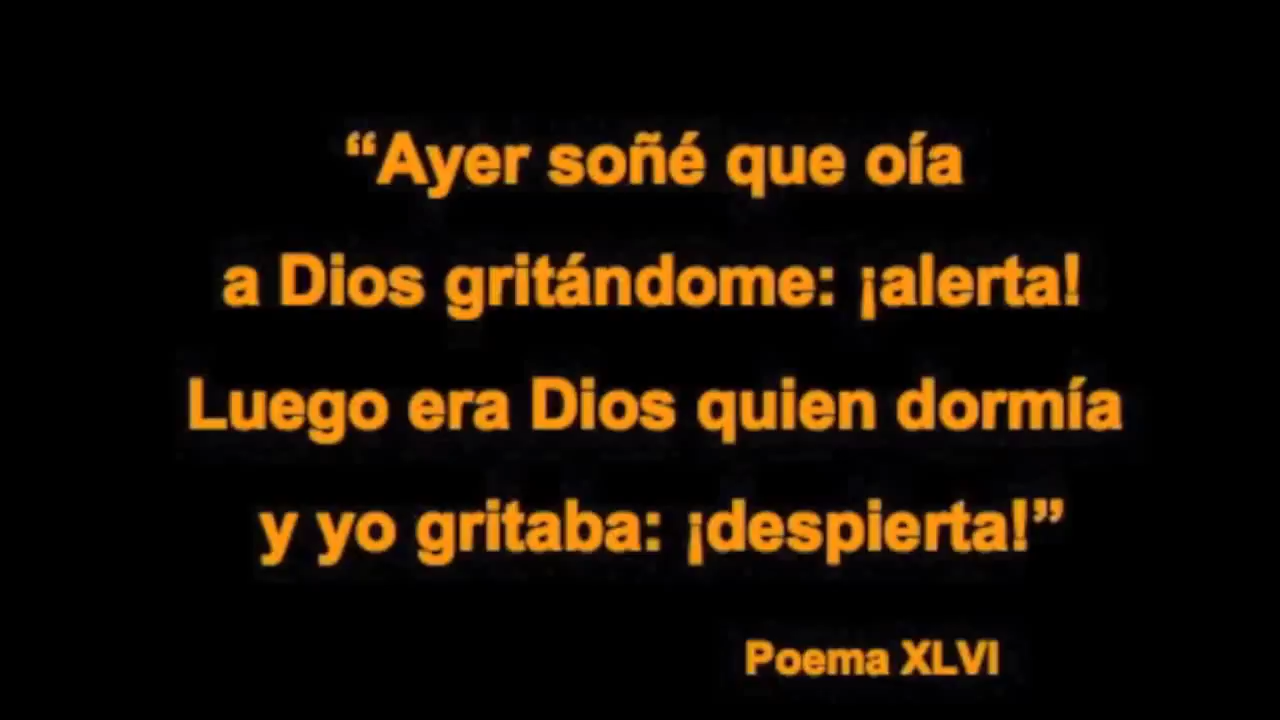 “Ayer soñé que oía
a Dios gritándome: ¡alerta!
Luego era Dios quien dormía
y yo gritaba: ¡despierta!”
Poema XLVI